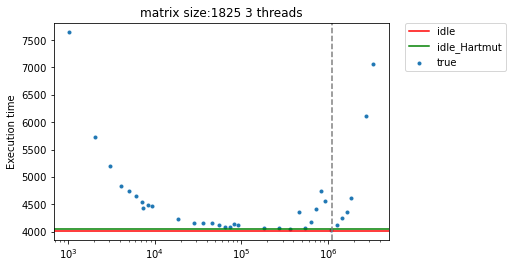 matrix size:1825 3 threads
Execution time
7500
7000
6500
6000
5500
5000
4500
4000
10³
10⁴
10⁵
10⁶
idle
idle_Hartmut
true